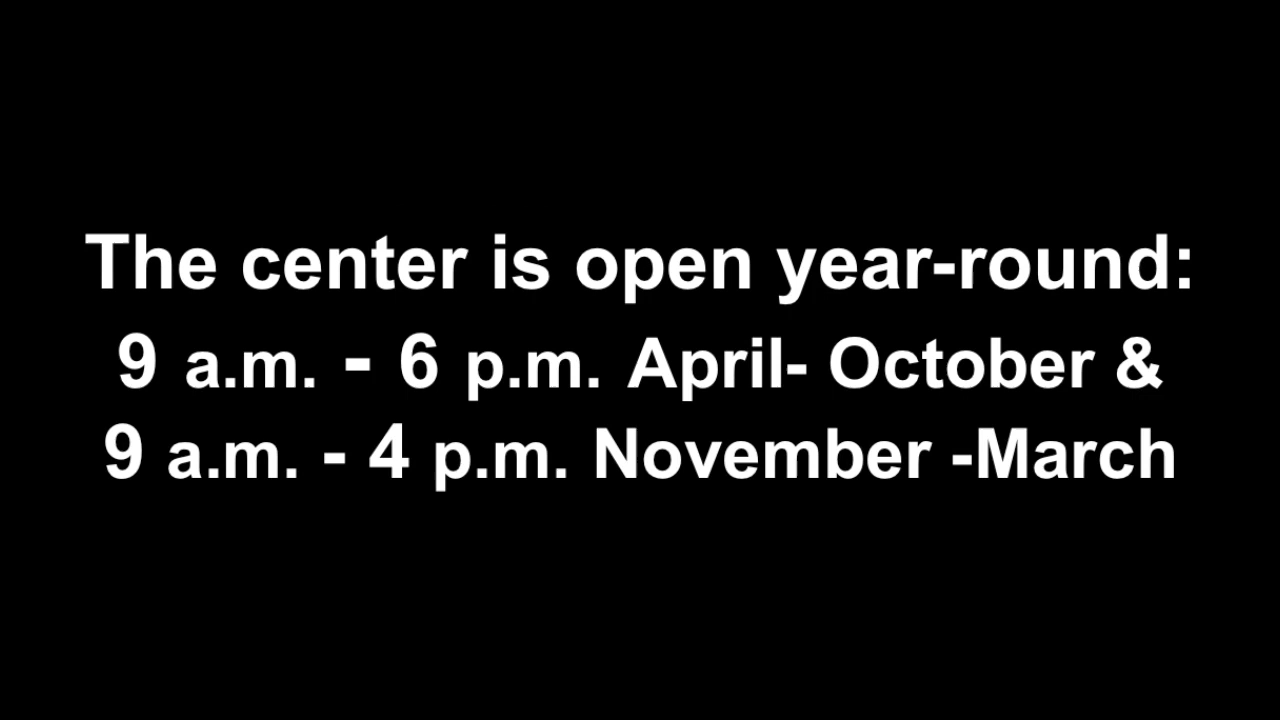 The center is open year-round:
9 a.m. - 6 p.m. April- October &
9 a.m. - 4 p.m. November -March